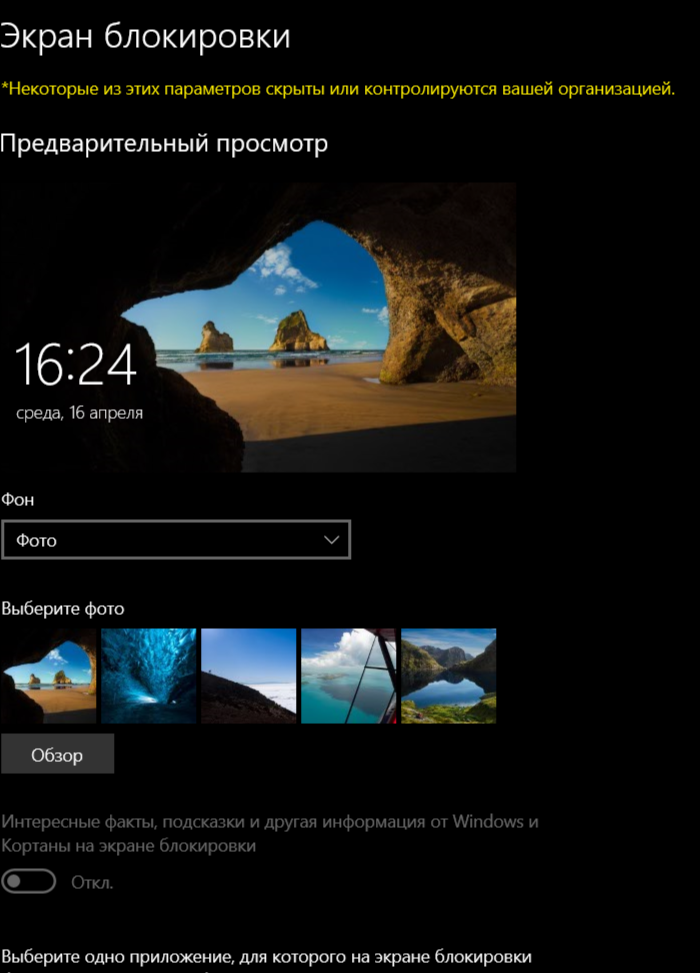 Экран блокировки
*Некоторые из этих параметров скрыты или контролируются вашей организацией.
Предварительный просмотр
16:24
среда, 16 апреля
Фон
Фото
Выберите фото
Обзор
Интересные факты, подсказки и другая информация от Windows и
Кортаны на экране блокировки
Откл.
Выберите одно приложение, для которого на экране блокировки